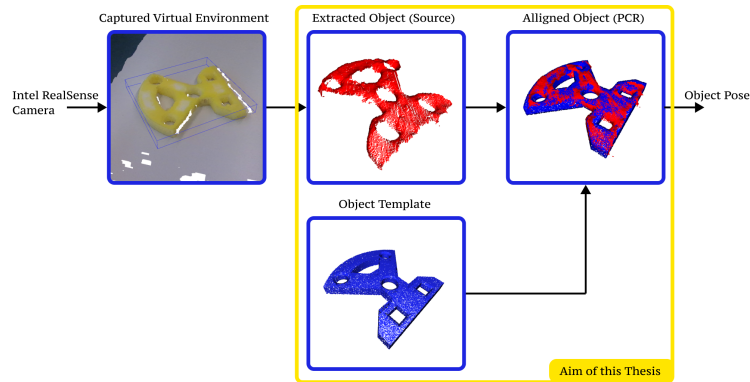 Captured Virtual Environment
Extracted Object (Source)
Alligned Object (PCR)
Intel RealSense
Camera
Object Pose
Object Template
Aim of this Thesis